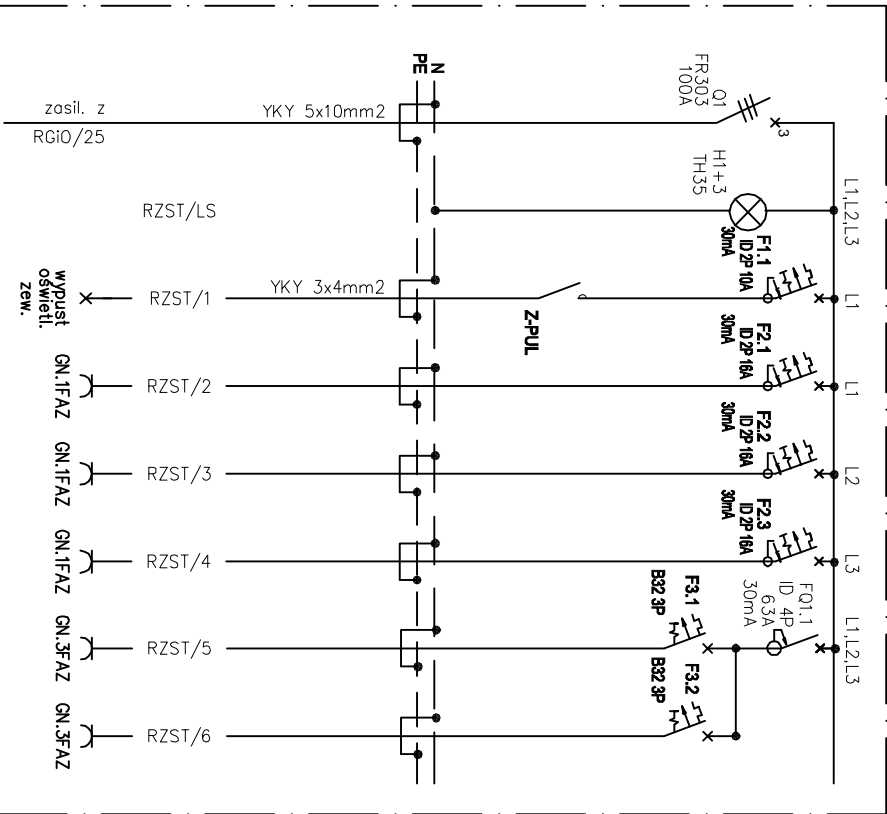 Q1
FR303
100A
3
N
PE
zasil. z
YKY 5x10mm2
RGiO/25
L1,L2,L3
H1+3
TH35
RZST/LS
L1
F1.1
ID 2P 10A
30mA
Z-PUL
YKY 3x4mm2
RZST/1
wypust
oświetl.
zew.
L1
F2.1
ID 2P 16A
30mA
RZST/2
GN.1FAZ
L2
F2.2
ID 2P 16A
30mA
RZST/3
GN.1FAZ
L3
F2.3
ID 2P 16A
30mA
RZST/4
GN.1FAZ
L1,L2,L3
FQ1.1
ID 4P
63A
30mA
F3.1
B32 3P
RZST/5
GN.3FAZ
F3.2
B32 3P
RZST/6
GN.3FAZ